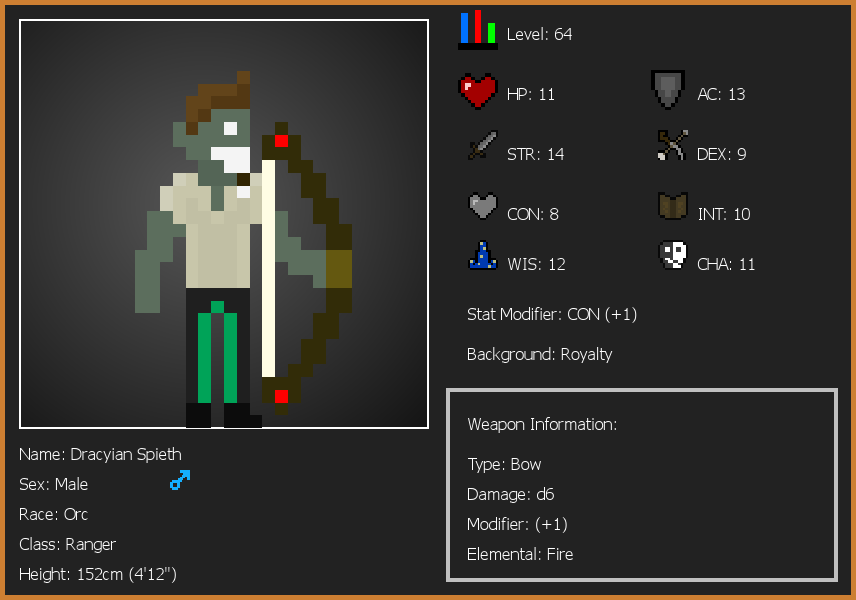 Level: 64
HP: 11
AC: 13
STR: 14
DEX: 9
CON: 8
INT: 10
WIS: 12
CHA: 11
Stat Modifier: CON (+1)
Background: Royalty
Weapon Information:
Type: Bow
Damage: d6
Modifier: (+1)
Elemental: Fire
Name: Dracyian Spieth
Sex: Male
Race: Orc
Class: Ranger
Height: 152cm (4'12")